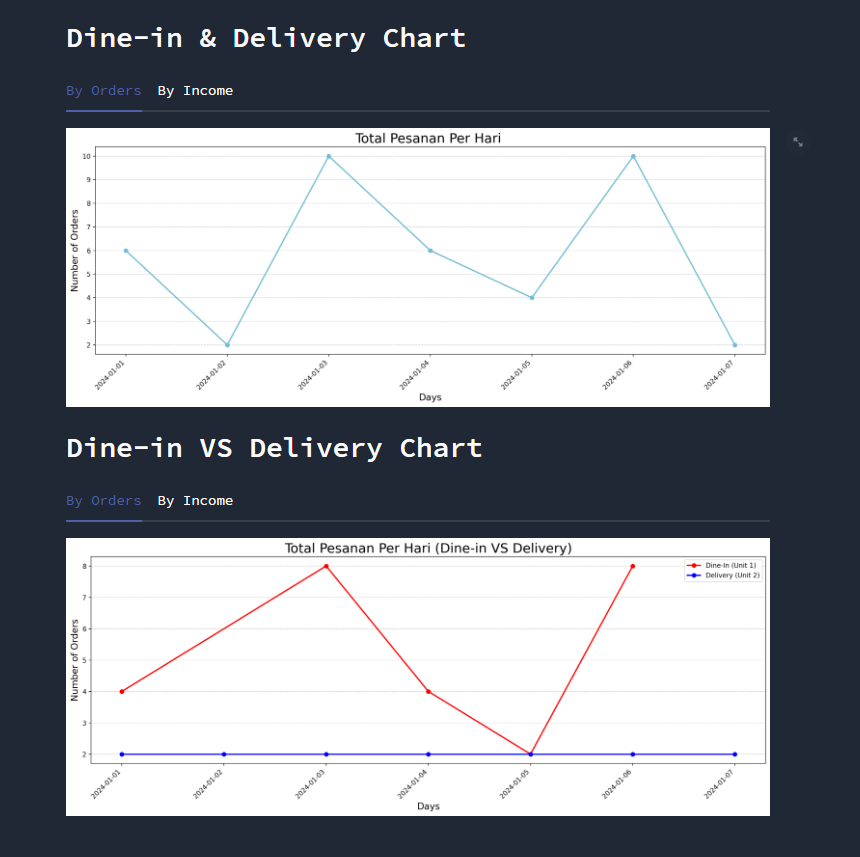 Dine-in & Delivery Chart
By Orders By Income
Total Pesanan Per Hari
10
9
8
7
6
5
4
3
2
Number of Orders
2024-01-01 2024-01-02 2024-01-03 2024-01-04 2024-01-05 2024-01-06 2024-01-07
Days
Dine-in VS Delivery Chart
By Orders By Income
Total Pesanan Per Hari (Dine-in VS Delivery)
Dine-In (Unit 1)
Delivery (Unit 2)
8
7
6
5
4
3
2
Number of Orders
2024-01-01 2024-01-02 2024-01-03 2024-01-04 2024-01-05 2024-01-06 2024-01-07
Days